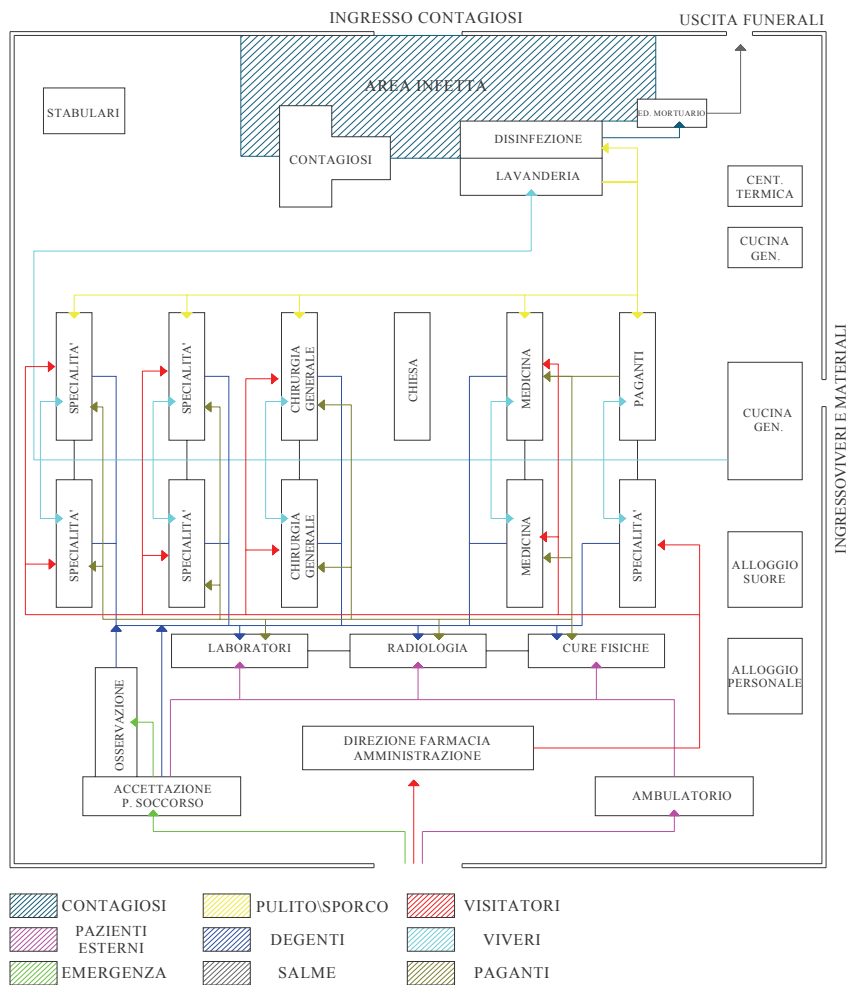 INGRESSO CONTAGIOSI
USCITA FUNERALI
AREA INFETTA
STABULARI
ED. MORTUARIO
DISINFEZIONE
CONTAGIOSI
LAVANDERIA
CENT.
TERMICA
CUCINA
GEN.
SPECIALITA'
SPECIALITA'
CHIRURGIA
GENERALE
CHIESA
MEDICINA
PAGANTI
CUCINA
GEN.
INGRESSOVIVERI E MATERIALI
SPECIALITA'
SPECIALITA'
CHIRURGIA
GENERALE
MEDICINA
SPECIALITA'
ALLOGGIO
SUORE
LABORATORI
RADIOLOGIA
CURE FISICHE
ALLOGGIO
PERSONALE
OSSERVAZIONE
DIREZIONE FARMACIA
AMMINISTRAZIONE
ACCETTAZIONE
P. SOCCORSO
AMBULATORIO
CONTAGIOSI
PULITO\SPORCO
VISITATORI
PAZIENTI
ESTERNI
DEGENTI
VIVERI
EMERGENZA
SALME
PAGANTI